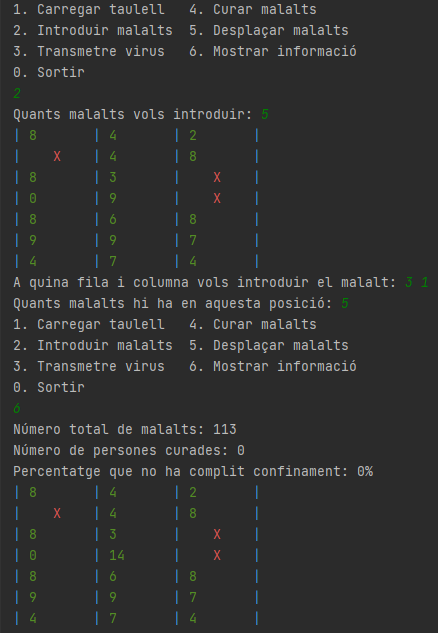 1. Carregar taulell   4. Curar malalts
2. Introduir malalts  5. Desplaçar malalts
3. Transmetre virus   6. Mostrar informació
0. Sortir
2
Quants malalts vols introduir: 5
| 8       | 4       | 2       |
|    X    | 4       | 8       |
| 8       | 3       |    X    |
| 0       | 9       |    X    |
| 8       | 6       | 8       |
| 9       | 9       | 7       |
| 4       | 7       | 4       |
A quina fila i columna vols introduir el malalt: 3 1
Quants malalts hi ha en aquesta posició: 5
1. Carregar taulell   4. Curar malalts
2. Introduir malalts  5. Desplaçar malalts
3. Transmetre virus   6. Mostrar informació
0. Sortir
6
Número total de malalts: 113
Número de persones curades: 0
Percentatge que no ha complit confinament: 0%
| 8       | 4       | 2       |
|    X    | 4       | 8       |
| 8       | 3       |    X    |
| 0       | 14      |    X    |
| 8       | 6       | 8       |
| 9       | 9       | 7       |
| 4       | 7       | 4       |